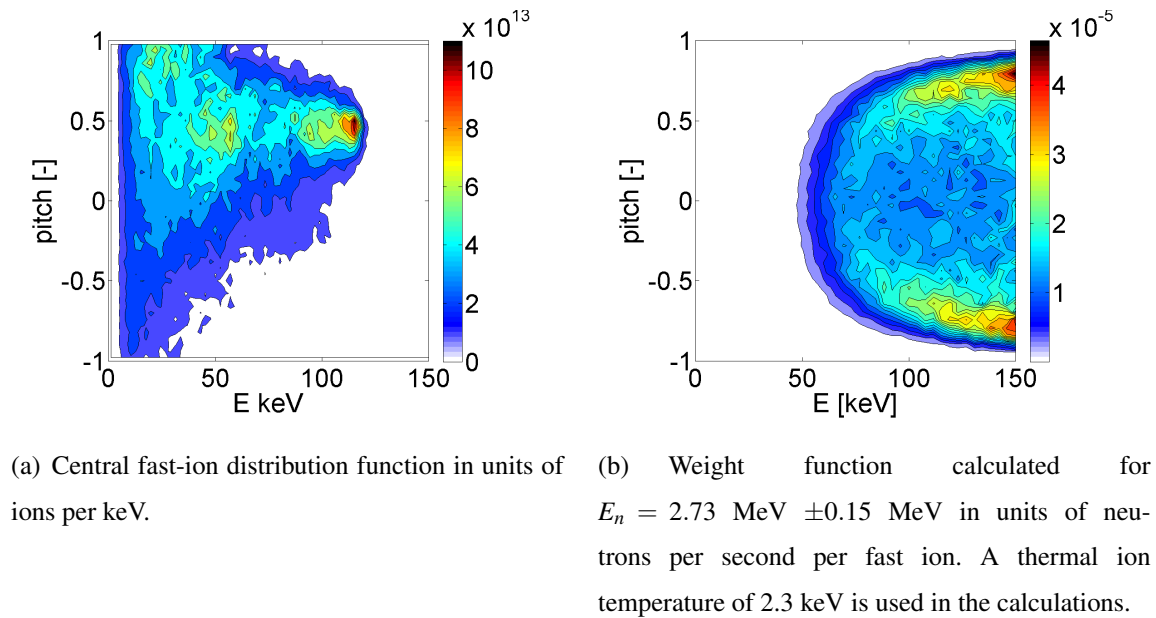 x 10^13
1
0.5
0
-0.5
-1
pitch [-]
0 50 100 150
E keV
10
8
6
4
2
0
x 10^-5
1
0.5
0
-0.5
-1
pitch [-]
0 50 100 150
E [keV]
4
3
2
1
(a) Central fast-ion distribution function in units of
ions per keV.
(b) Weight function calculated for
E_n = 2.73 MeV ±0.15 MeV in units of neu-
trons per second per fast ion. A thermal ion
temperature of 2.3 keV is used in the calculations.